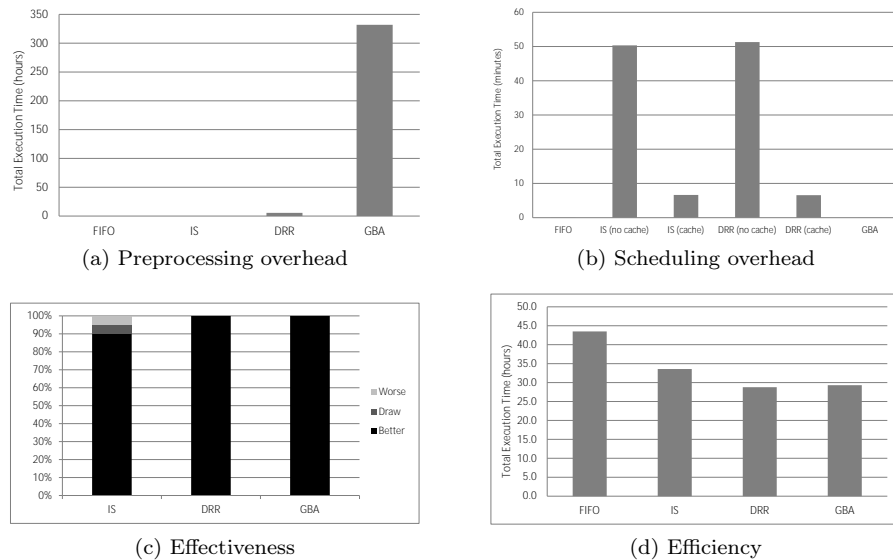 350
300
250
200
150
100
50
0
Total Execution Time (hours)
FIFO IS DRR GBA
(a) Preprocessing overhead
60
50
40
30
20
10
0
Total Execution Time (minutes)
FIFO IS (no cache) IS (cache) DRR (no cache) DRR (cache) GBA
(b) Scheduling overhead
100%
90%
80%
70%
60%
50%
40%
30%
20%
10%
0%
IS DRR GBA
Worse
Draw
Better
(c) Effectiveness
50.0
45.0
40.0
35.0
30.0
25.0
20.0
15.0
10.0
5.0
0.0
Total Execution Time (hours)
FIFO IS DRR GBA
(d) Efficiency